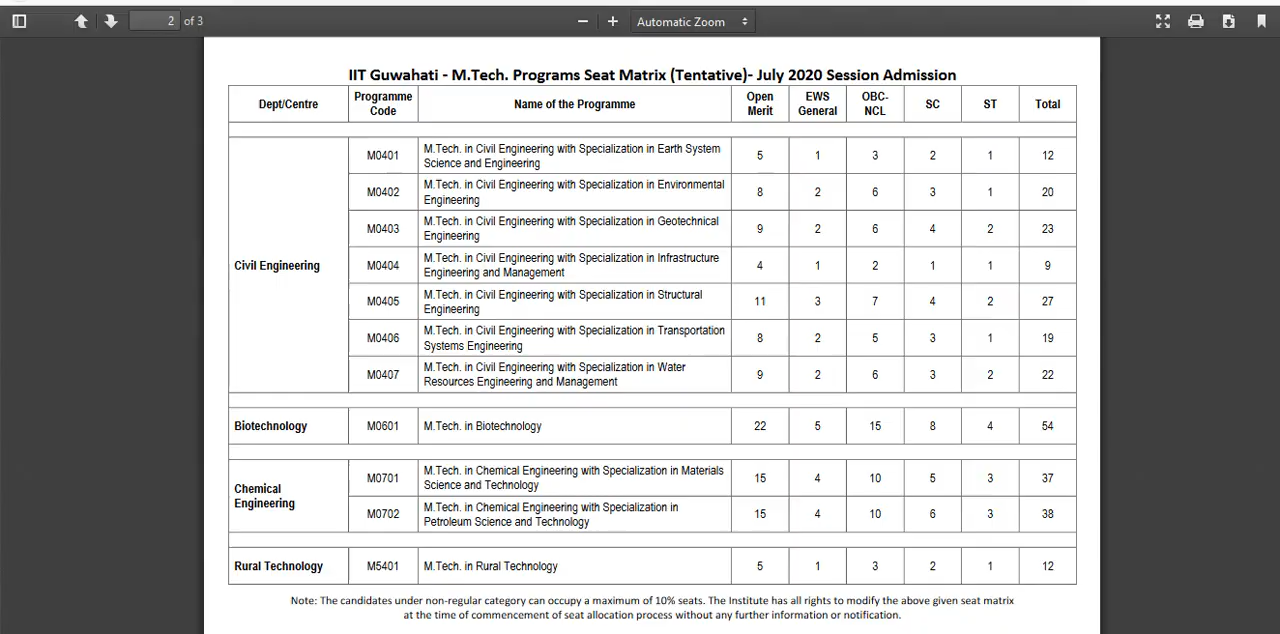 2 of 3
Automatic Zoom
IIT Guwahati - M.Tech. Programs Seat Matrix (Tentative)- July 2020 Session Admission
Dept/Centre Programme Code Name of the Programme Open Merit EWS General OBC-NCL SC ST Total
Civil Engineering
M0401 M.Tech. in Civil Engineering with Specialization in Earth System
Science and Engineering 5 1 3 2 1 12
M0402 M.Tech. in Civil Engineering with Specialization in Environmental
Engineering 8 2 6 3 1 20
M0403 M.Tech. in Civil Engineering with Specialization in Geotechnical
Engineering 9 2 6 4 2 23
M0404 M.Tech. in Civil Engineering with Specialization in Infrastructure
Engineering and Management 4 1 2 1 1 9
M0405 M.Tech. in Civil Engineering with Specialization in Structural
Engineering 11 3 7 4 2 27
M0406 M.Tech. in Civil Engineering with Specialization in Transportation
Systems Engineering 8 2 5 3 1 19
M0407 M.Tech. in Civil Engineering with Specialization in Water
Resources Engineering and Management 9 2 6 3 2 22
Biotechnology M0601 M.Tech. in Biotechnology 22 5 15 8 4 54
Chemical
Engineering
M0701 M.Tech. in Chemical Engineering with Specialization in Materials
Science and Technology 15 4 10 5 3 37
M0702 M.Tech. in Chemical Engineering with Specialization in
Petroleum Science and Technology 15 4 10 6 3 38
Rural Technology M5401 M.Tech. in Rural Technology 5 1 3 2 1 12
Note: The candidates under non-regular category can occupy a maximum of 10% seats. The Institute has all rights to modify the above given seat matrix
at the time of commencement of seat allocation process without any further information or notification.